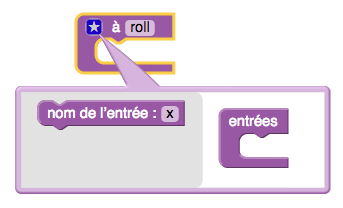 à roll
nom de l'entrée : x
entrées